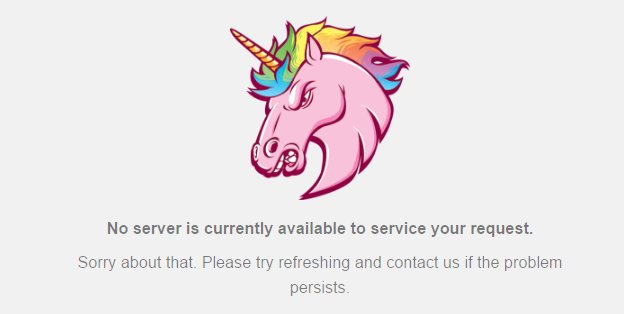 No server is currently available to service your request.
Sorry about that. Please try refreshing and contact us if the problem
persists.